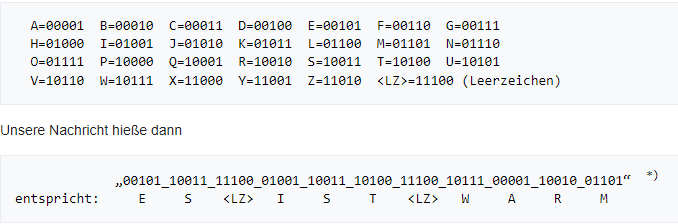 A=00001 B=00010 C=00011 D=00100 E=00101 F=00110 G=00111
H=01000 I=01001 J=01010 K=01011 L=01100 M=01101 N=01110
O=01111 P=10000 Q=10001 R=10010 S=10011 T=10100 U=10101
V=10110 W=10111 X=11000 Y=11001 Z=11010 <LZ>=11100 (Leerzeichen)
Unsere Nachricht hieße dann
„00101_10011_11100_01001_10011_10100_11100_10111_00001_10010_01101“ *)
entspricht: E S <LZ> I S T <LZ> W A R M